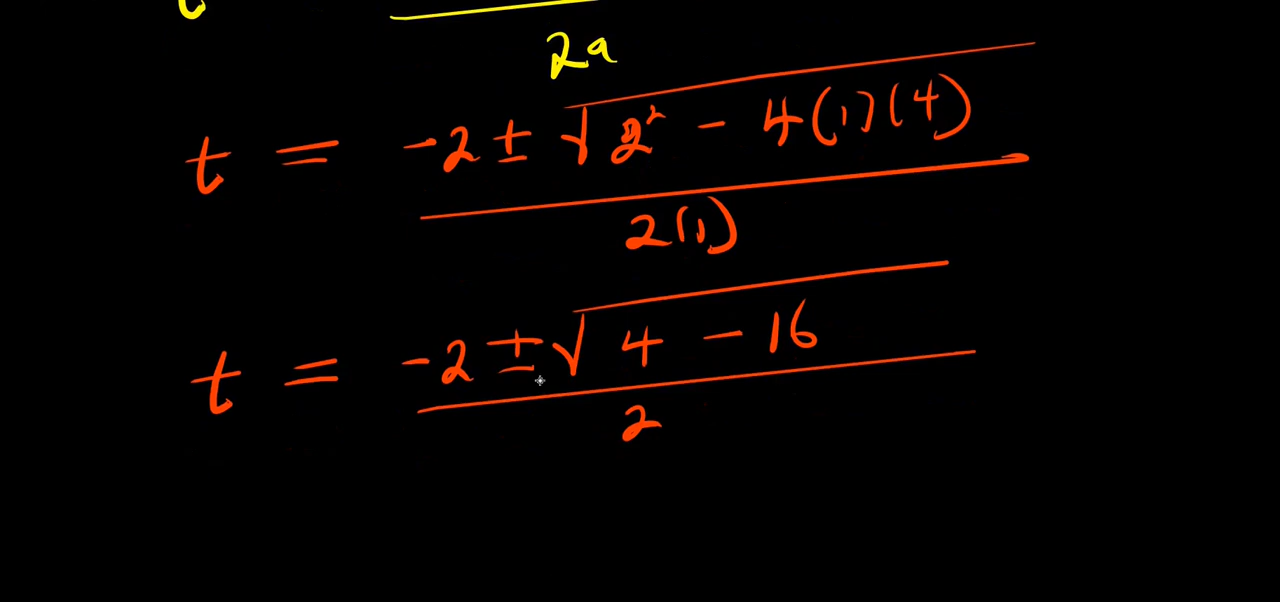 2a
t = -2 ± √2² - 4(1)(4)
2(1)
t = -2 ± √4 - 16
2